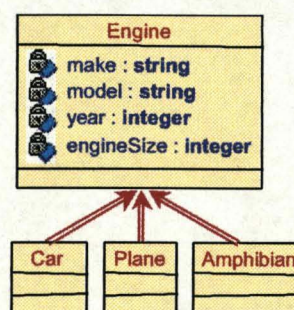 Engine
make : string
model : string
year : integer
engineSize : integer
Car
Plane
Amphibian